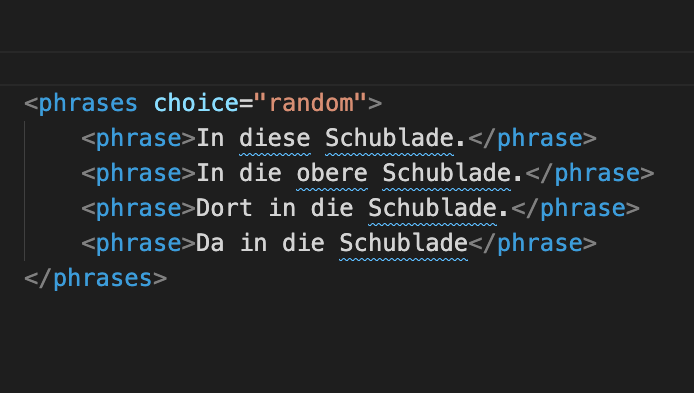 <phrases choice="random">
<phrase>In diese Schublade.</phrase>
<phrase>In die obere Schublade.</phrase>
<phrase>Dort in die Schublade.</phrase>
<phrase>Da in die Schublade</phrase>
</phrases>